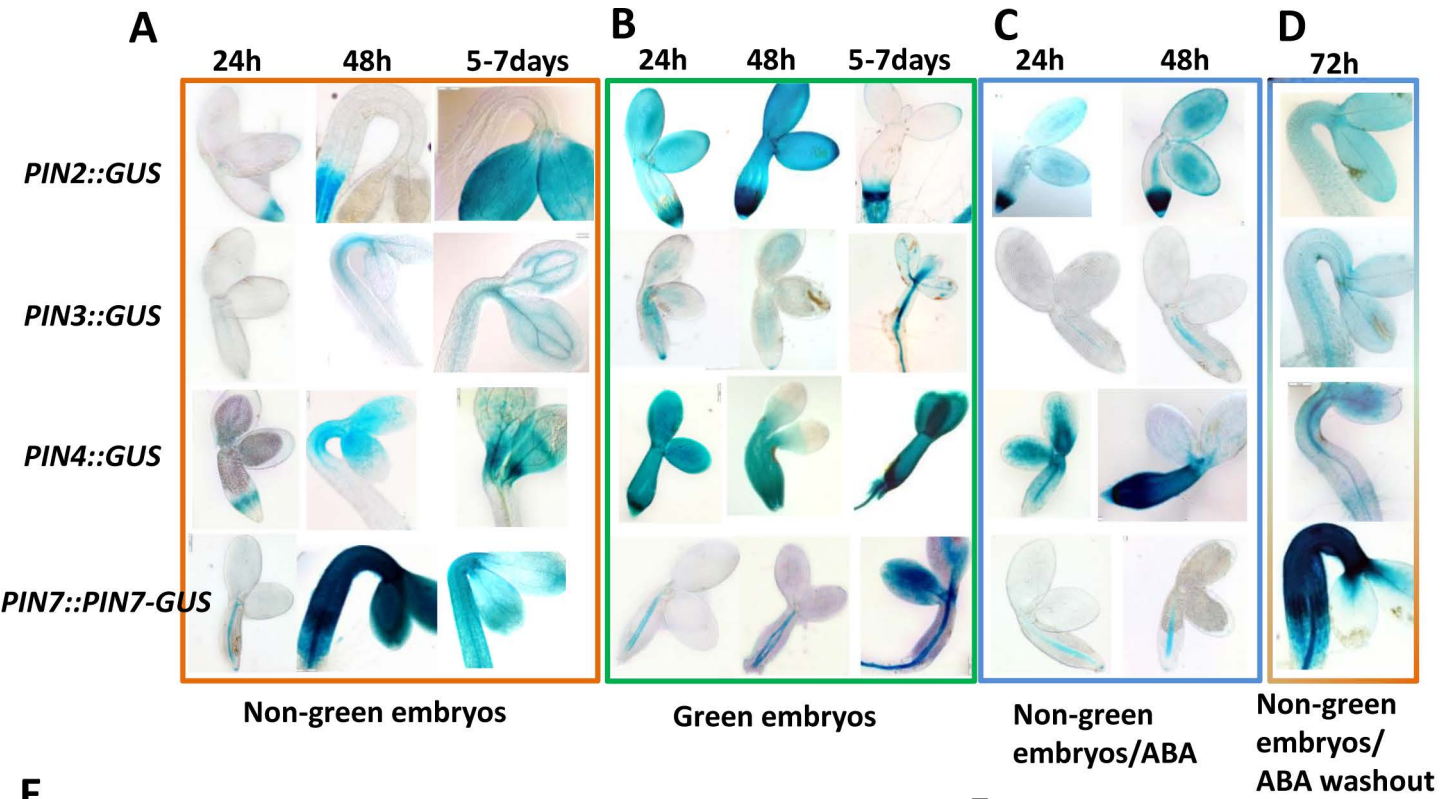 A
24h 48h 5-7days
B
24h 48h 5-7days
C
24h 48h
D
72h
PIN2::GUS
PIN3::GUS
PIN4::GUS
PIN7::PIN7-GUS
Non-green embryos
Green embryos
Non-green
embryos/ABA
Non-green
embryos/
ABA washout